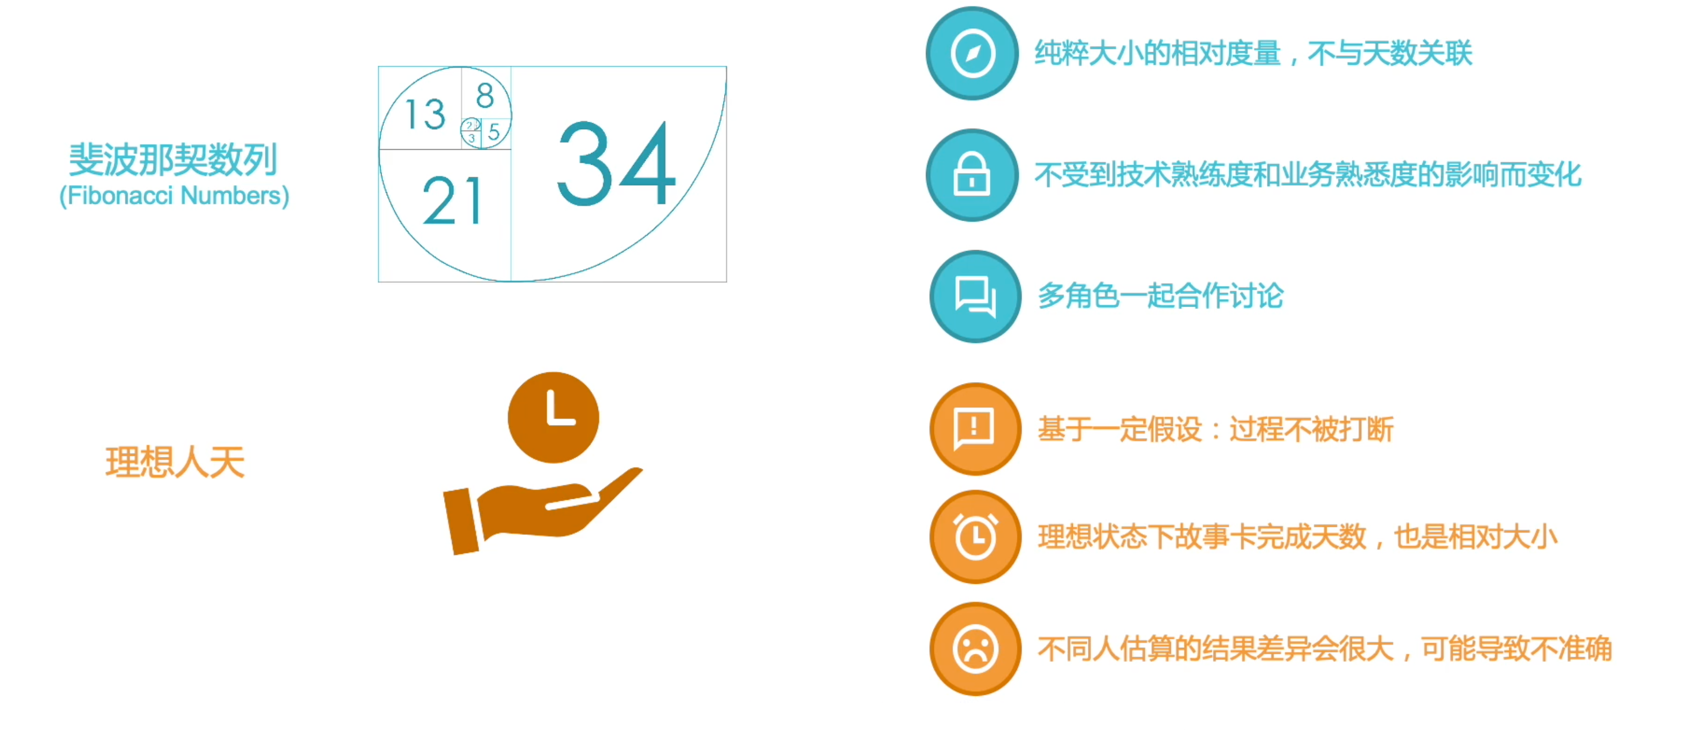 斐波那契数列
(Fibonacci Numbers)
13
8
2
3
5
21
34
纯粹大小的相对度量，不与天数关联
不受到技术熟练度和业务熟悉度的影响而变化
多角色一起合作讨论
理想人天
基于一定假设：过程不被打断
理想状态下故事卡完成天数，也是相对大小
不同人估算的结果差异会很大，可能导致不准确